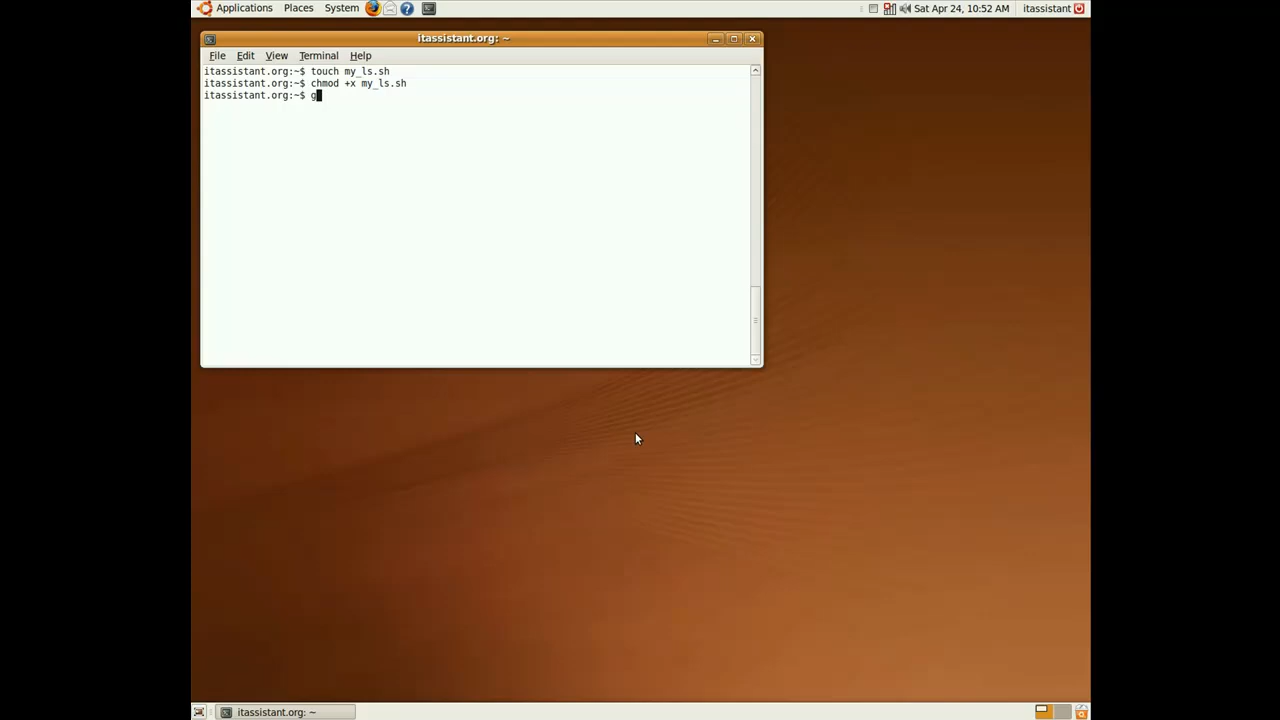 Applications Places System Sat Apr 24, 10:52 AM itassistant
itassistant.org: ~
File Edit View Terminal Help
itassistant.org:~$ touch my_ls.sh
itassistant.org:~$ chmod +x my_ls.sh
itassistant.org:~$ g
itassistant.org: ~